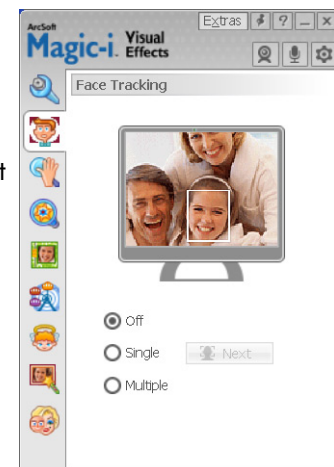 Extras ? – ×
ArcSoft
Magic-i Visual
Effects
Face Tracking
t
Off
Single Next
Multiple